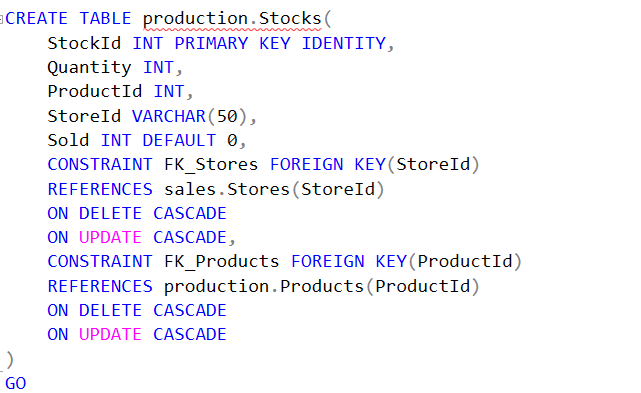 CREATE TABLE production.Stocks(
StockId INT PRIMARY KEY IDENTITY,
Quantity INT,
ProductId INT,
StoreId VARCHAR(50),
Sold INT DEFAULT 0,
CONSTRAINT FK_Stores FOREIGN KEY(StoreId)
REFERENCES sales.Stores(StoreId)
ON DELETE CASCADE
ON UPDATE CASCADE,
CONSTRAINT FK_Products FOREIGN KEY(ProductId)
REFERENCES production.Products(ProductId)
ON DELETE CASCADE
ON UPDATE CASCADE
)
GO